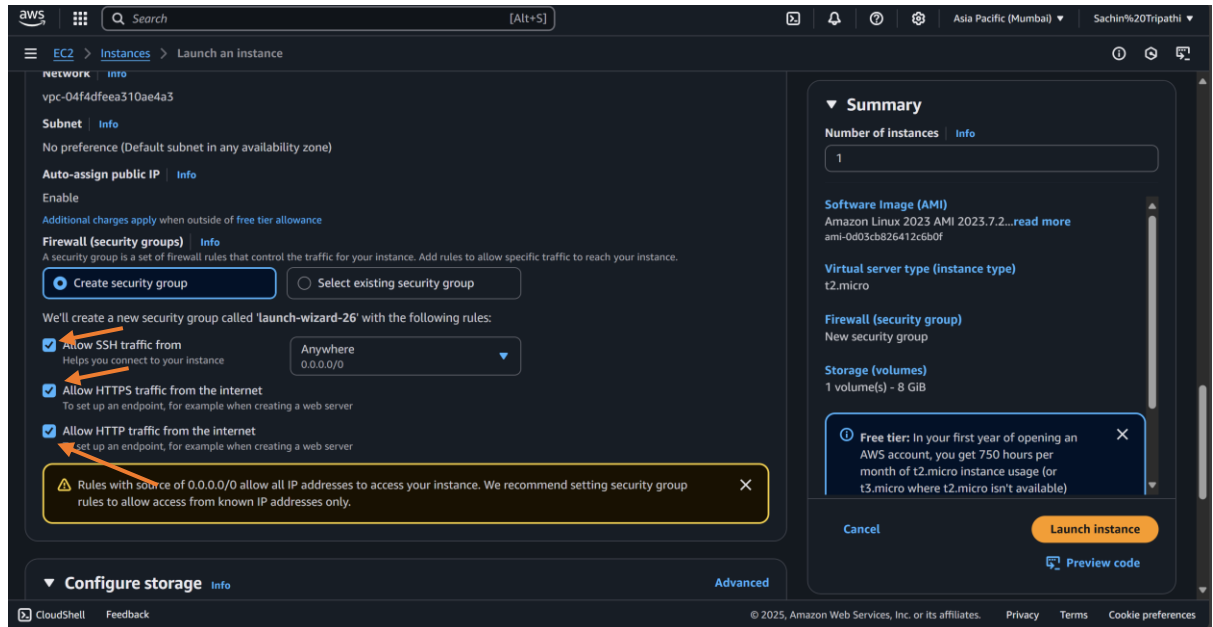 aws
Search [Alt+S]
Asia Pacific (Mumbai) ▼ Sachin%20Tripathi ▼
EC2 > Instances > Launch an instance
Network Info
vpc-04f4dfeea310ae4a3
Subnet Info
No preference (Default subnet in any availability zone)
Auto-assign public IP Info
Enable
Additional charges apply when outside of free tier allowance
Firewall (security groups) Info
A security group is a set of firewall rules that control the traffic for your instance. Add rules to allow specific traffic to reach your instance.
Create security group
Select existing security group
We'll create a new security group called 'launch-wizard-26' with the following rules:
Allow SSH traffic from
Helps you connect to your instance
Anywhere
0.0.0.0/0
Allow HTTPS traffic from the internet
To set up an endpoint, for example when creating a web server
Allow HTTP traffic from the internet
To set up an endpoint, for example when creating a web server
Rules with source of 0.0.0.0/0 allow all IP addresses to access your instance. We recommend setting security group
rules to allow access from known IP addresses only.
▼ Configure storage Info
Advanced
▼ Summary
Number of instances Info
1
Software Image (AMI)
Amazon Linux 2023 AMI 2023.7.2...read more
ami-0d03cb826412c6b0f
Virtual server type (instance type)
t2.micro
Firewall (security group)
New security group
Storage (volumes)
1 volume(s) - 8 GiB
Free tier: In your first year of opening an
AWS account, you get 750 hours per
month of t2.micro instance usage (or
t3.micro where t2.micro isn't available)
Cancel
Launch instance
Preview code
CloudShell Feedback
© 2025, Amazon Web Services, Inc. or its affiliates. Privacy Terms Cookie preferences